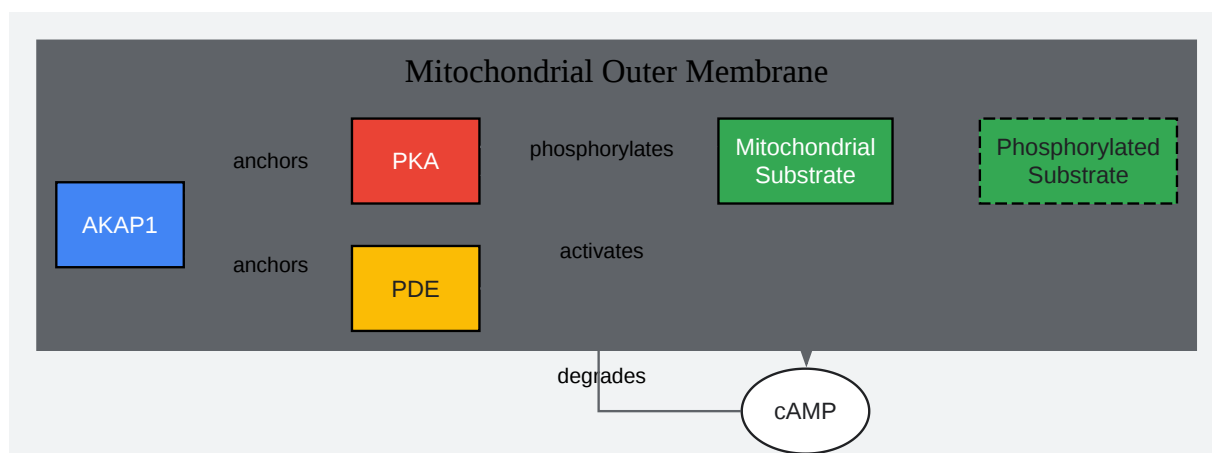 Mitochondrial Outer Membrane
anchors
PKA
phosphorylates
Mitochondrial
Substrate
Phosphorylated
Substrate
AKAP1
anchors
PDE
activates
degrades
cAMP